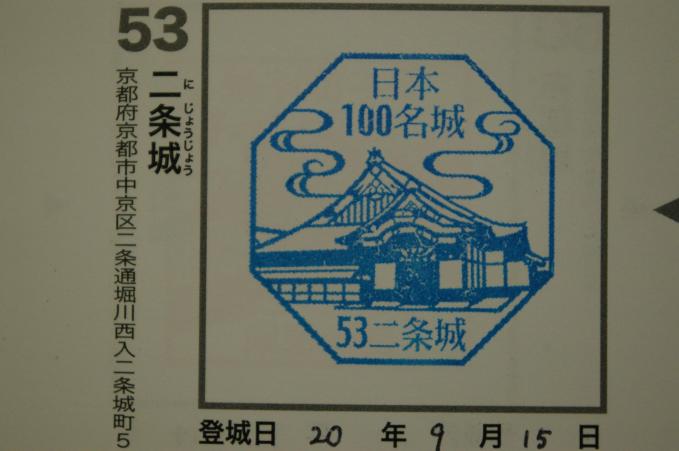 53
二条城
に じょうじょう
京都府京都市中京区二条通堀川西入二条城町5
日本
100名城
53二条城
登城日 20 年 9 月 15 日